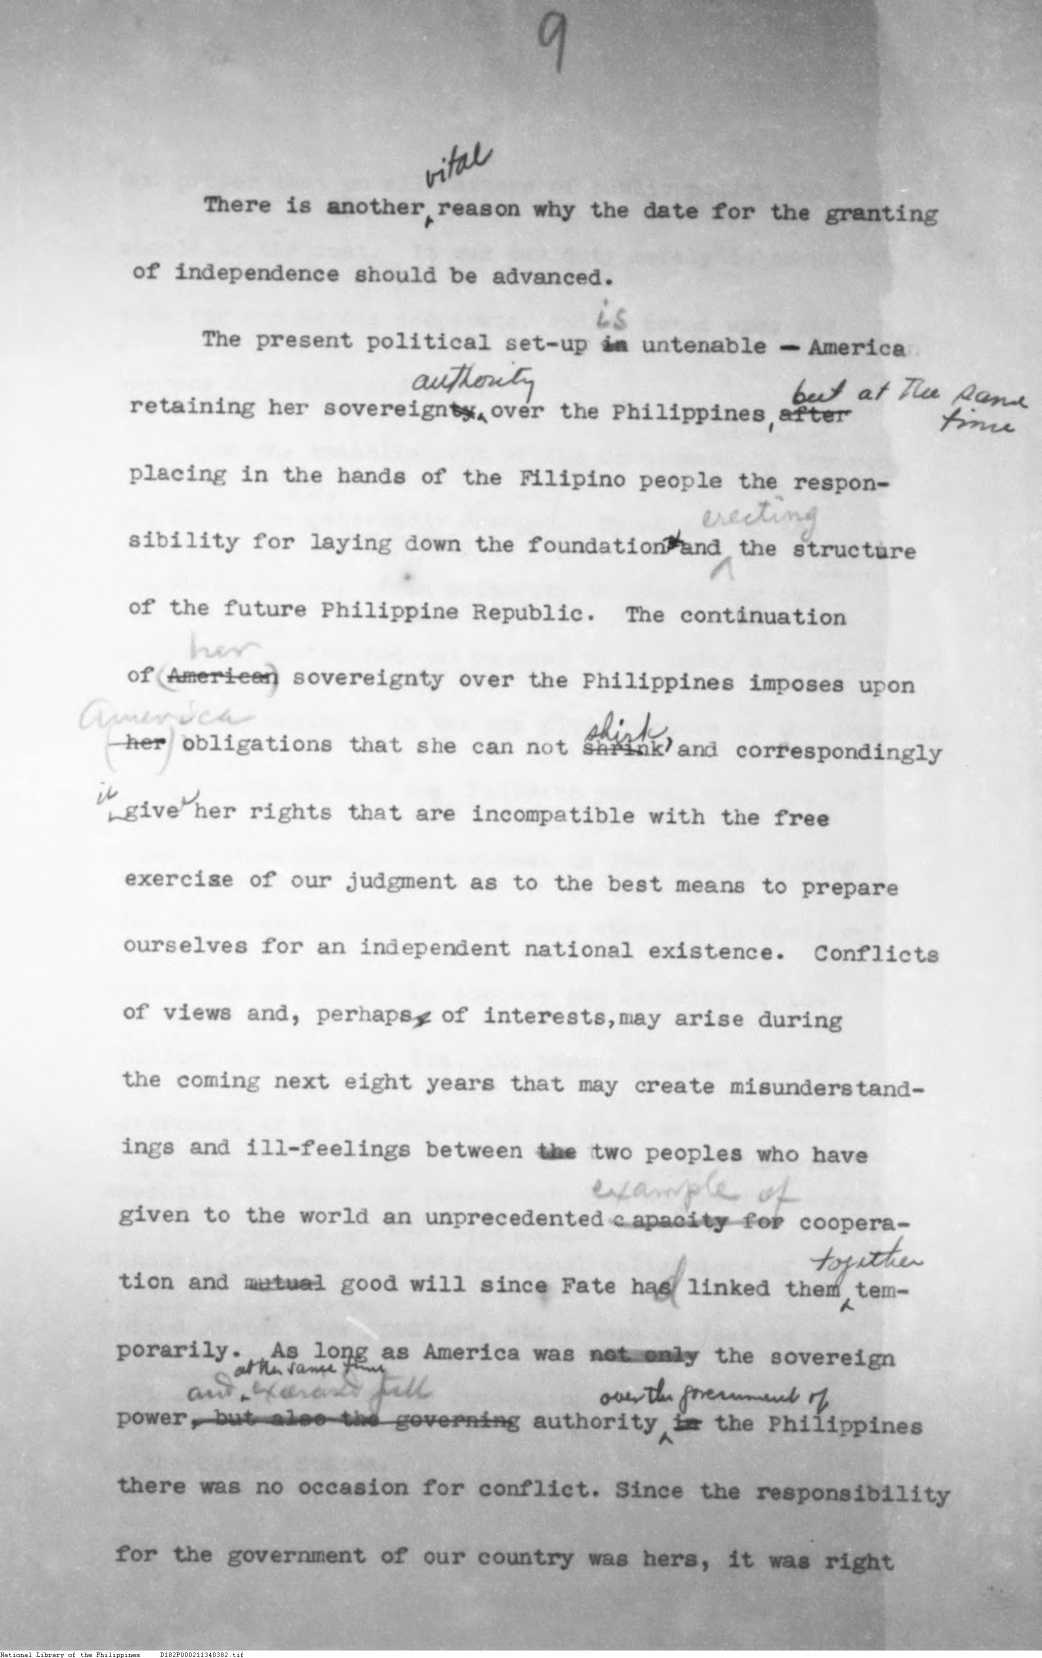 9
vital
There is another reason why the date for the granting
of independence should be advanced.
is
The present political set-up in untenable — America
authority but at The same
retaining her sovereignty, over the Philippines, after time
placing in the hands of the Filipino people the respon-
erecting
sibility for laying down the foundation and the structure
of the future Philippine Republic. The continuation
her
of (American) sovereignty over the Philippines imposes upon
America shirk
(her) obligations that she can not shrink, and correspondingly
it
give her rights that are incompatible with the free
exercise of our judgment as to the best means to prepare
ourselves for an independent national existence. Conflicts
of views and, perhaps, of interests, may arise during
the coming next eight years that may create misunderstand-
ings and ill-feelings between the two peoples who have
example of
given to the world an unprecedented capacity for coopera-
together
tion and mutual good will since Fate had linked them tem-
porarily. As long as America was not only the sovereign
at the same time
and, exercised full over the government of
power, but also the governing authority in the Philippines
there was no occasion for conflict. Since the responsibility
for the government of our country was hers, it was right
National Library of the Philippines D182P000211340382.tif